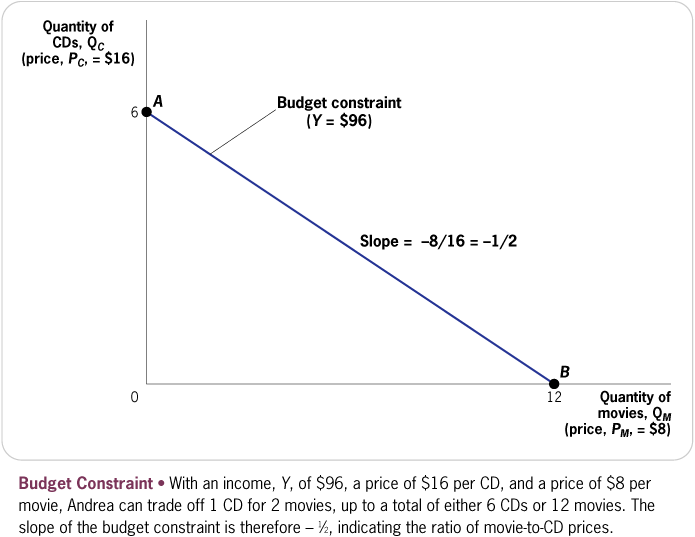 Quantity of
CDs, QC
(price, PC, = $16)
6
A
Budget constraint
(Y = $96)
Slope = –8/16 = –1/2
B
0
12
Quantity of
movies, QM
(price, PM, = $8)
Budget Constraint • With an income, Y, of $96, a price of $16 per CD, and a price of $8 per
movie, Andrea can trade off 1 CD for 2 movies, up to a total of either 6 CDs or 12 movies. The
slope of the budget constraint is therefore – ½, indicating the ratio of movie-to-CD prices.